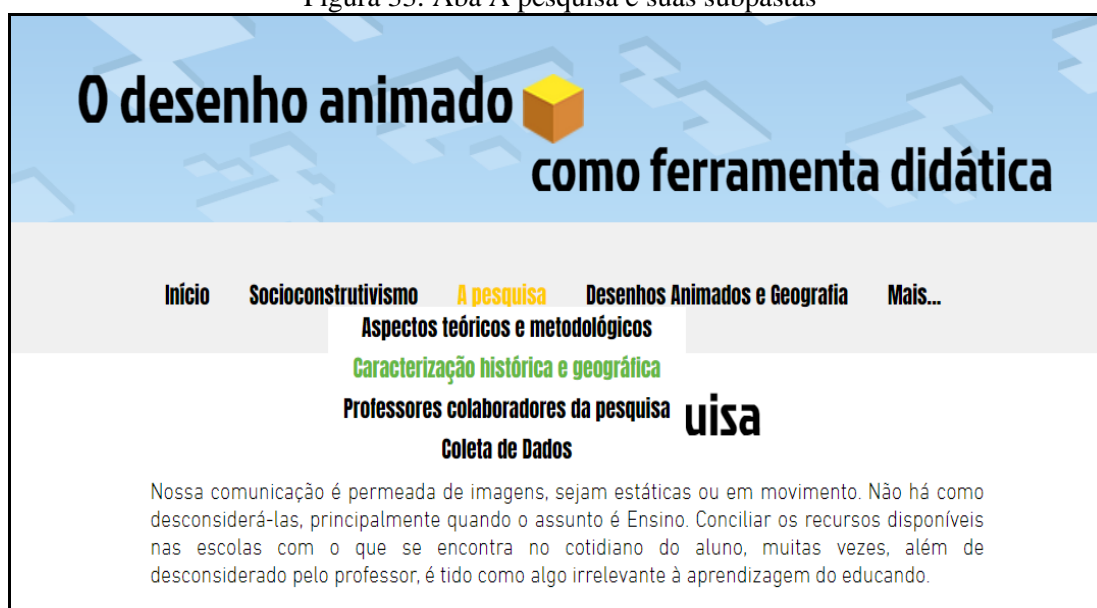 Figura 33: Aba A pesquisa e suas subpastas
O desenho animado
como ferramenta didática
Início Socioconstrutivismo A pesquisa Desenhos Animados e Geografia Mais...
Aspectos teóricos e metodológicos
Caracterização histórica e geográfica
Professores colaboradores da pesquisa
uisa
Coleta de Dados
Nossa comunicação é permeada de imagens, sejam estáticas ou em movimento. Não há como
desconsiderá-las, principalmente quando o assunto é Ensino. Conciliar os recursos disponíveis
nas escolas com o que se encontra no cotidiano do aluno, muitas vezes, além de
desconsiderado pelo professor, é tido como algo irrelevante à aprendizagem do educando.